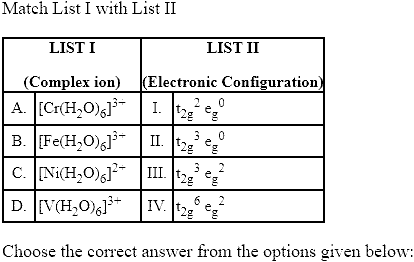 Match List I with List II
LIST I LIST II
(Complex ion) (Electronic Configuration)
A. [Cr(H₂O)₆]³⁺ I. t₂g² eg⁰
B. [Fe(H₂O)₆]³⁺ II. t₂g³ eg⁰
C. [Ni(H₂O)₆]²⁺ III. t₂g³ eg²
D. [V(H₂O)₆]³⁺ IV. t₂g⁶ eg²
Choose the correct answer from the options given below: